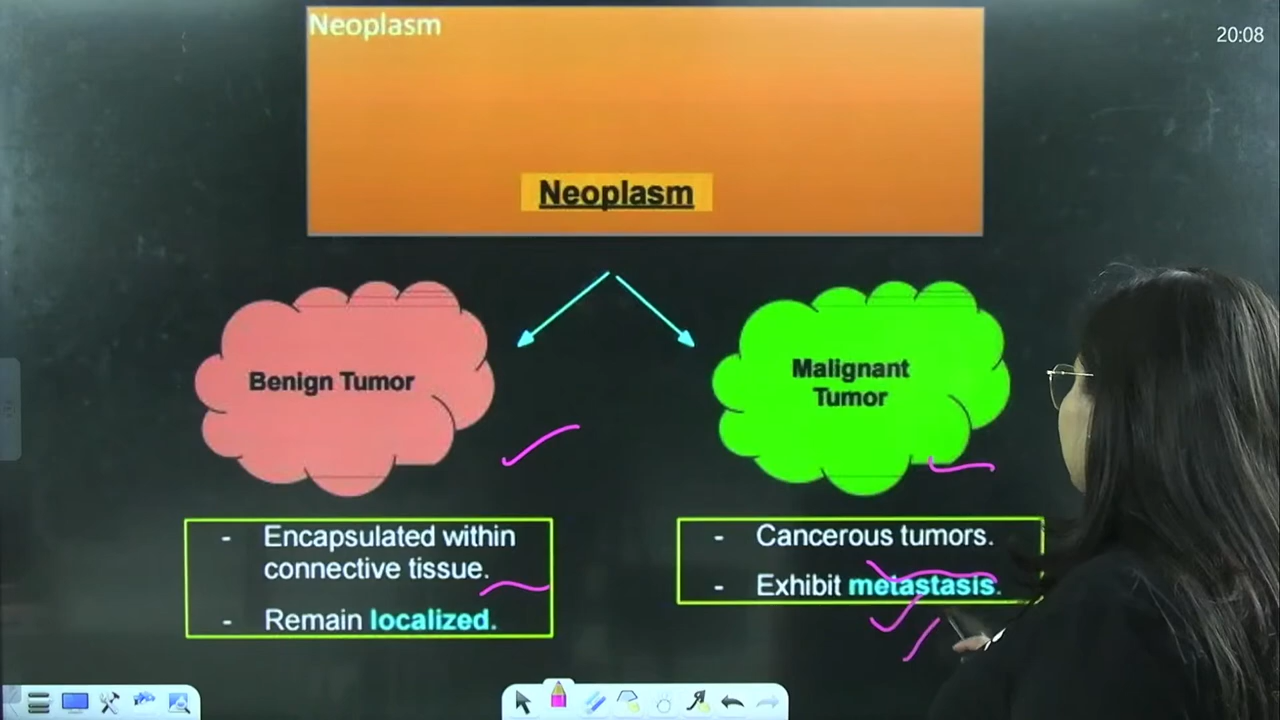 Neoplasm
20:08
Neoplasm
Benign Tumor
Malignant
Tumor
- Encapsulated within
connective tissue.
- Remain localized.
- Cancerous tumors.
- Exhibit metastasis.